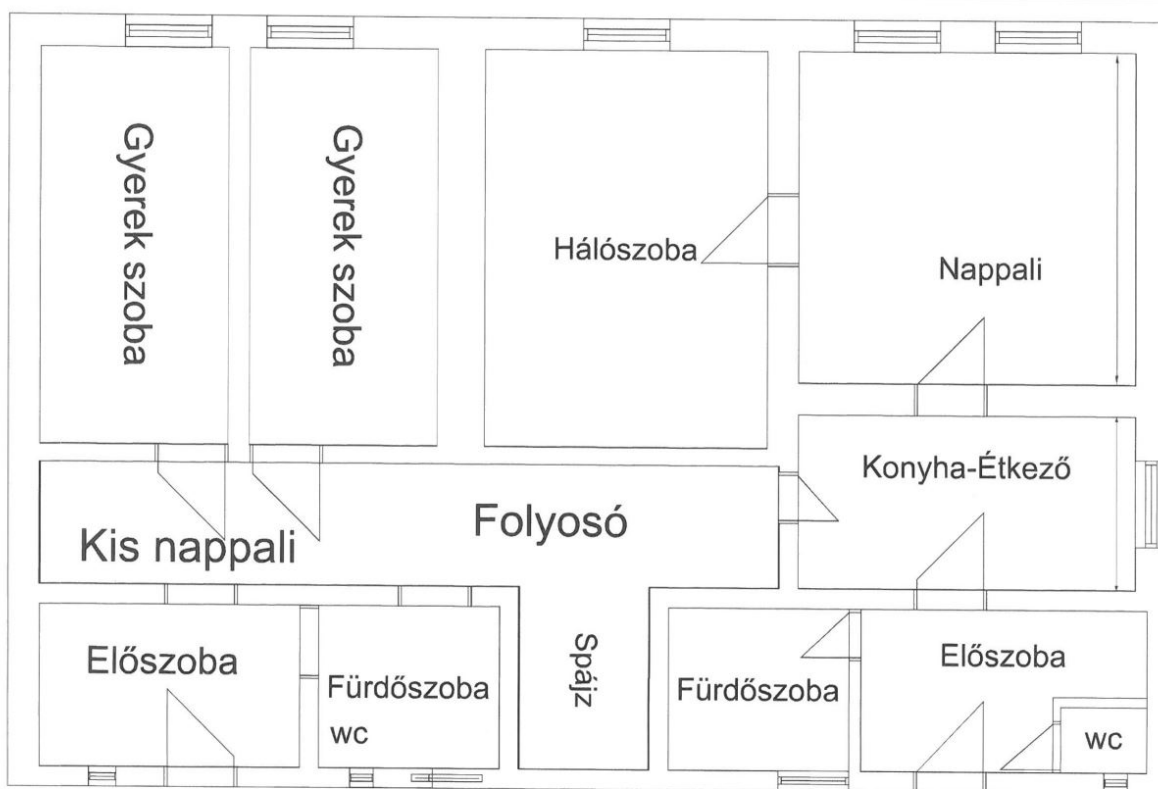 Gyerek szoba
Gyerek szoba
Hálószoba
Nappali
Konyha-Étkező
Folyosó
Kis nappali
Előszoba
Fürdőszoba
wc
Spájz
Fürdőszoba
Előszoba
wc